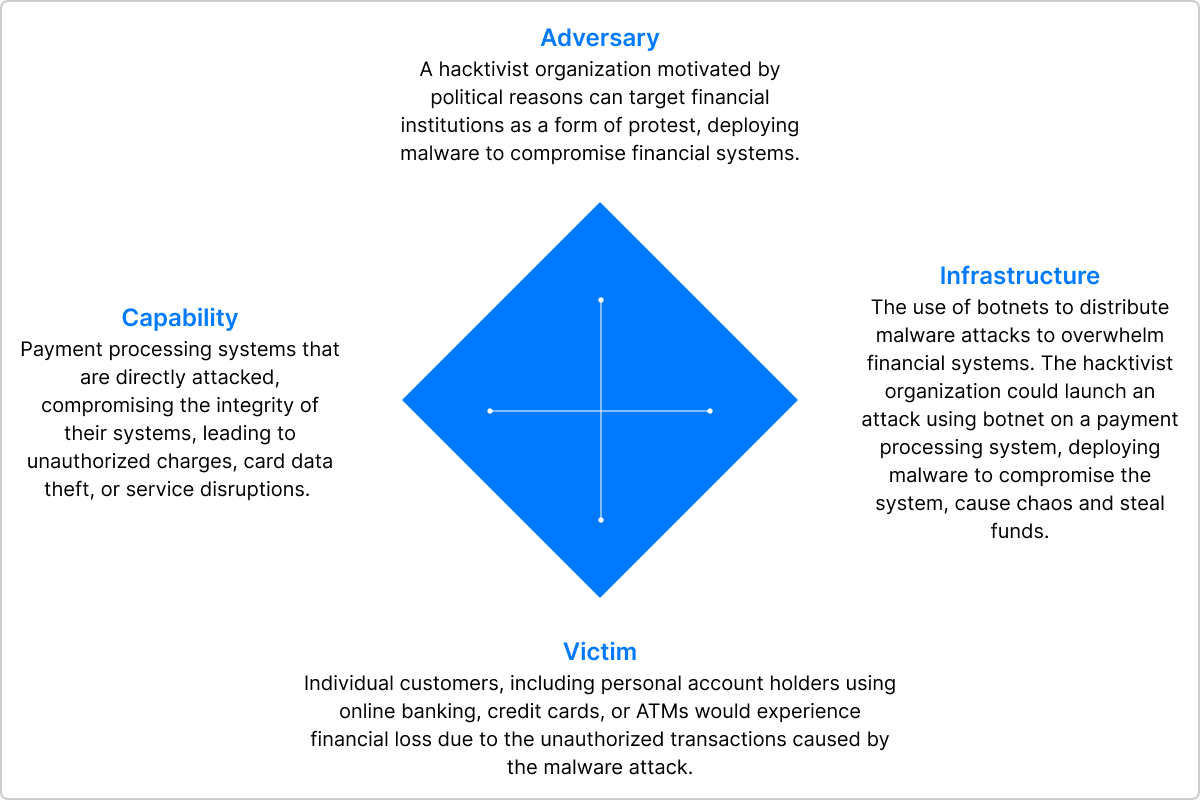 Adversary
A hacktivist organization motivated by
political reasons can target financial
institutions as a form of protest, deploying
malware to compromise financial systems.
Capability
Payment processing systems that
are directly attacked,
compromising the integrity of
their systems, leading to
unauthorized charges, card data
theft, or service disruptions.
Infrastructure
The use of botnets to distribute
malware attacks to overwhelm
financial systems. The hacktivist
organization could launch an
attack using botnet on a payment
processing system, deploying
malware to compromise the
system, cause chaos and steal
funds.
Victim
Individual customers, including personal account holders using
online banking, credit cards, or ATMs would experience
financial loss due to the unauthorized transactions caused by
the malware attack.